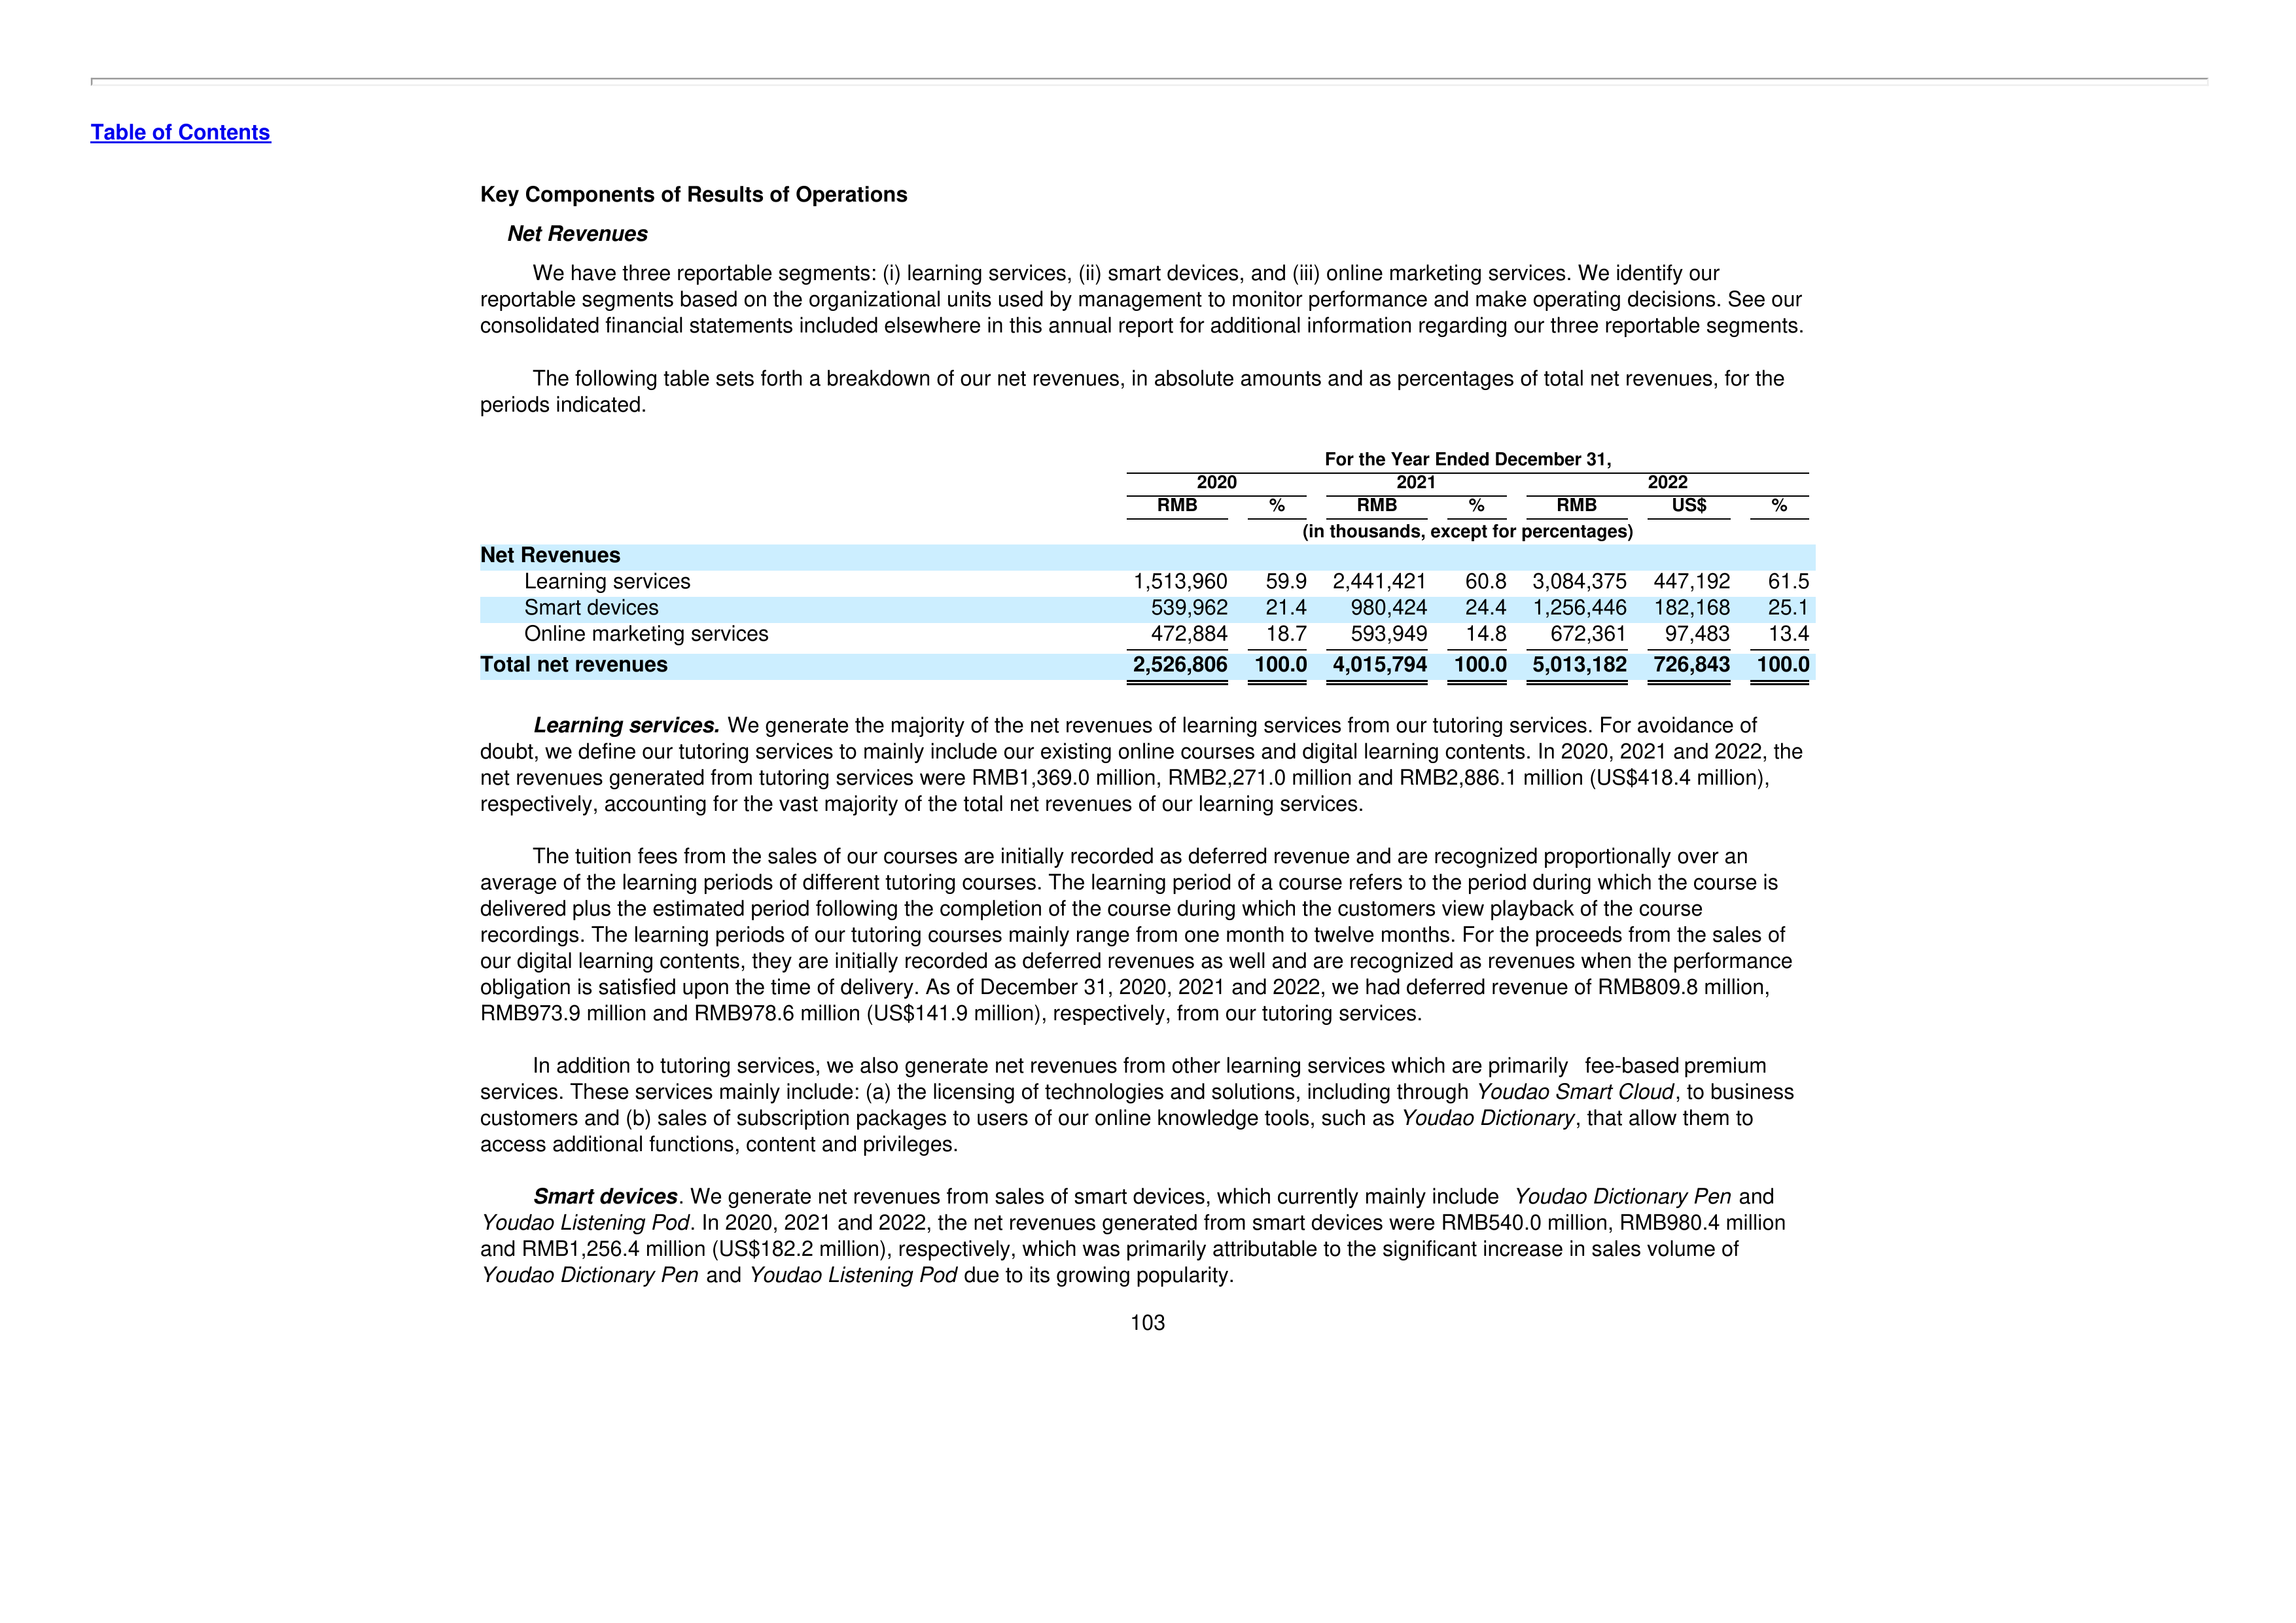 Table of Contents
Key Components of Results of Operations
Net Revenues
We have three reportable segments: (i) learning services, (ii) smart devices, and (iii) online marketing services. We identify our
reportable segments based on the organizational units used by management to monitor performance and make operating decisions. See our
consolidated financial statements included elsewhere in this annual report for additional information regarding our three reportable segments.
The following table sets forth a breakdown of our net revenues, in absolute amounts and as percentages of total net revenues, for the
periods indicated.
For the Year Ended December 31,
2020 2021 2022
RMB % RMB % RMB US$ %
(in thousands, except for percentages)
Net Revenues
Learning services 1,513,960 59.9 2,441,421 60.8 3,084,375 447,192 61.5
Smart devices 539,962 21.4 980,424 24.4 1,256,446 182,168 25.1
Online marketing services 472,884 18.7 593,949 14.8 672,361 97,483 13.4
Total net revenues 2,526,806 100.0 4,015,794 100.0 5,013,182 726,843 100.0
Learning services. We generate the majority of the net revenues of learning services from our tutoring services. For avoidance of
doubt, we define our tutoring services to mainly include our existing online courses and digital learning contents. In 2020, 2021 and 2022, the
net revenues generated from tutoring services were RMB1,369.0 million, RMB2,271.0 million and RMB2,886.1 million (US$418.4 million),
respectively, accounting for the vast majority of the total net revenues of our learning services.
The tuition fees from the sales of our courses are initially recorded as deferred revenue and are recognized proportionally over an
average of the learning periods of different tutoring courses. The learning period of a course refers to the period during which the course is
delivered plus the estimated period following the completion of the course during which the customers view playback of the course
recordings. The learning periods of our tutoring courses mainly range from one month to twelve months. For the proceeds from the sales of
our digital learning contents, they are initially recorded as deferred revenues as well and are recognized as revenues when the performance
obligation is satisfied upon the time of delivery. As of December 31, 2020, 2021 and 2022, we had deferred revenue of RMB809.8 million,
RMB973.9 million and RMB978.6 million (US$141.9 million), respectively, from our tutoring services.
In addition to tutoring services, we also generate net revenues from other learning services which are primarily fee-based premium
services. These services mainly include: (a) the licensing of technologies and solutions, including through Youdao Smart Cloud, to business
customers and (b) sales of subscription packages to users of our online knowledge tools, such as Youdao Dictionary, that allow them to
access additional functions, content and privileges.
Smart devices. We generate net revenues from sales of smart devices, which currently mainly include Youdao Dictionary Pen and
Youdao Listening Pod. In 2020, 2021 and 2022, the net revenues generated from smart devices were RMB540.0 million, RMB980.4 million
and RMB1,256.4 million (US$182.2 million), respectively, which was primarily attributable to the significant increase in sales volume of
Youdao Dictionary Pen and Youdao Listening Pod due to its growing popularity.
103